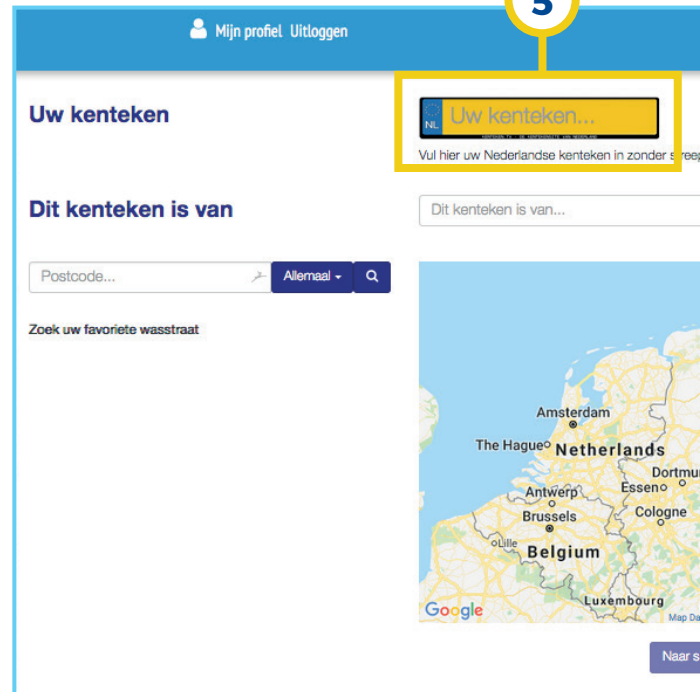 5
Mijn profiel Uitloggen
Uw kenteken
NL Uw kenteken...
Vul hier uw Nederlandse kenteken in zonder
Dit kenteken is van
Dit kenteken is van...
Postcode...
Allemaal
Zoek uw favoriete wasstraat
Amsterdam
The Hague
Netherlands
Essen
Antwerp
Cologne
Brussels
Lille
Belgium
Luxembourg
Google
Map
Naar